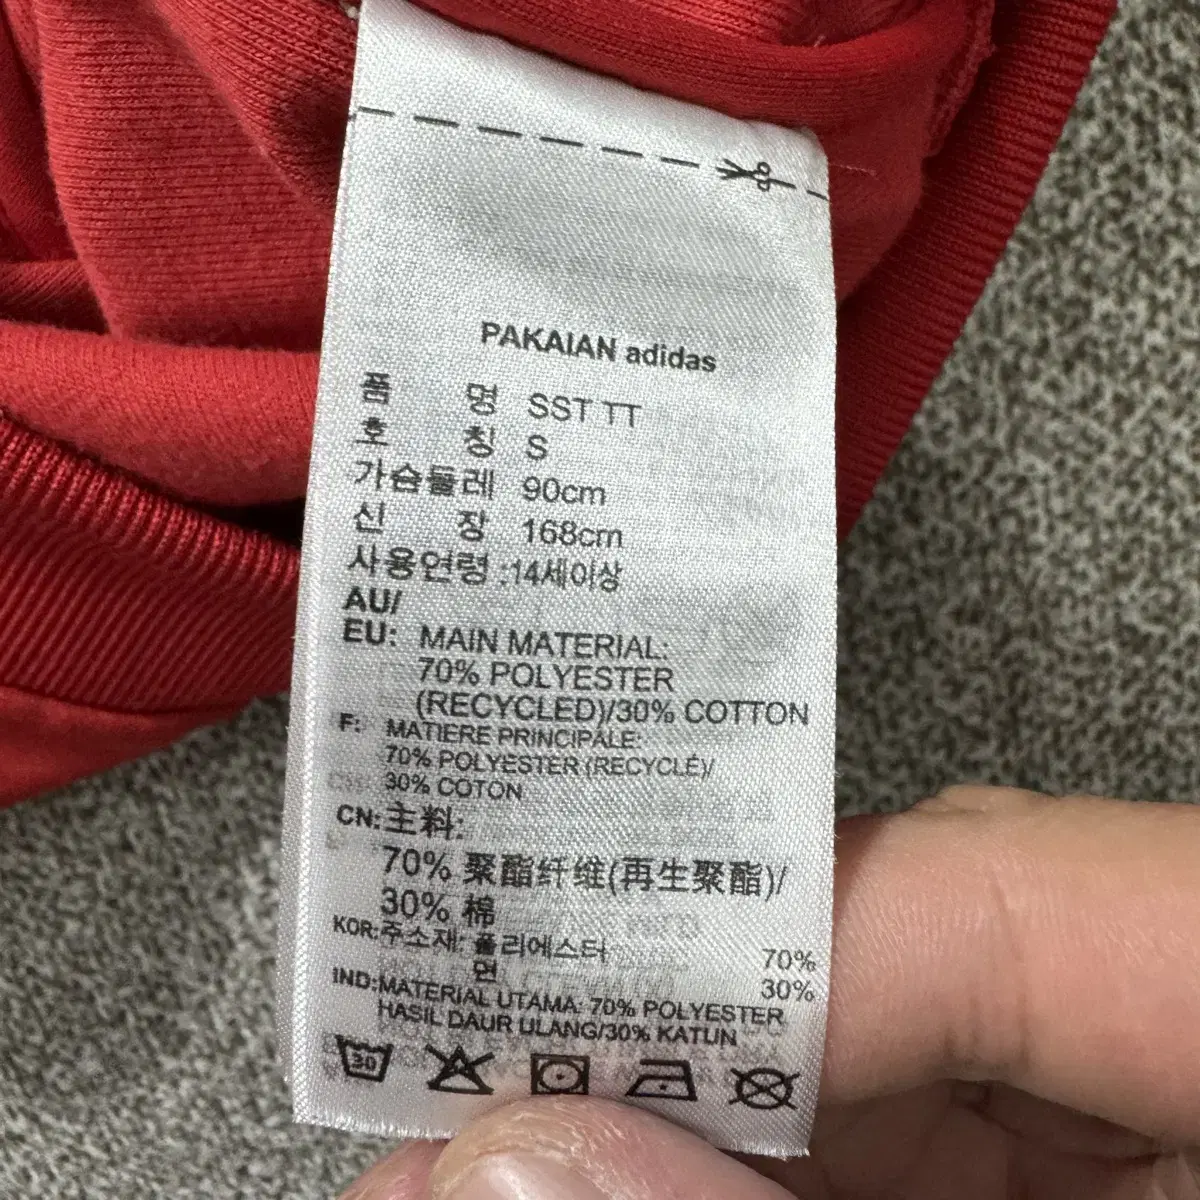 PAKAIAN adidas
품 명 SST TT
호 칭 S
가슴둘레 90cm
신 장 168cm
사용연령 :14세이상
AU/
EU: MAIN MATERIAL:
70% POLYESTER
(RECYCLED)/30% COTTON
F: MATIERE PRINCIPALE:
70% POLYESTER (RECYCLÉ)/
30% COTON
CN:主料:
70% 聚酯纤维(再生聚酯)/
30% 棉
KOR:주소재: 폴리에스터 70%
면 30%
IND:MATERIAL UTAMA: 70% POLYESTER
HASIL DAUR ULANG/30% KATUN
30